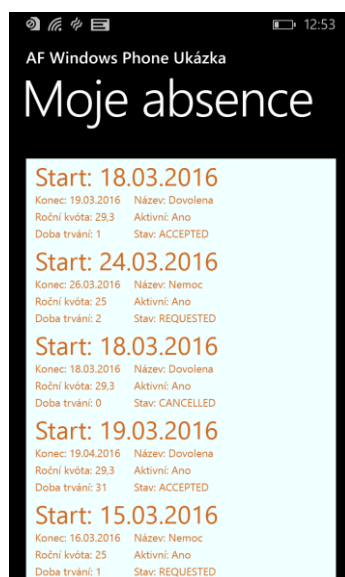 12:53
AF Windows Phone Ukázka
Moje absence
Start: 18.03.2016
Konec: 19.03.2016 Název: Dovolena
Roční kvóta: 29,3 Aktivní: Ano
Doba trvání: 1 Stav: ACCEPTED
Start: 24.03.2016
Konec: 26.03.2016 Název: Nemoc
Roční kvóta: 25 Aktivní: Ano
Doba trvání: 2 Stav: REQUESTED
Start: 18.03.2016
Konec: 18.03.2016 Název: Dovolena
Roční kvóta: 29,3 Aktivní: Ano
Doba trvání: 0 Stav: CANCELLED
Start: 19.03.2016
Konec: 19.04.2016 Název: Dovolena
Roční kvóta: 29,3 Aktivní: Ano
Doba trvání: 31 Stav: ACCEPTED
Start: 15.03.2016
Konec: 16.03.2016 Název: Nemoc
Roční kvóta: 25 Aktivní: Ano
Doba trvání: 1 Stav: REQUESTED